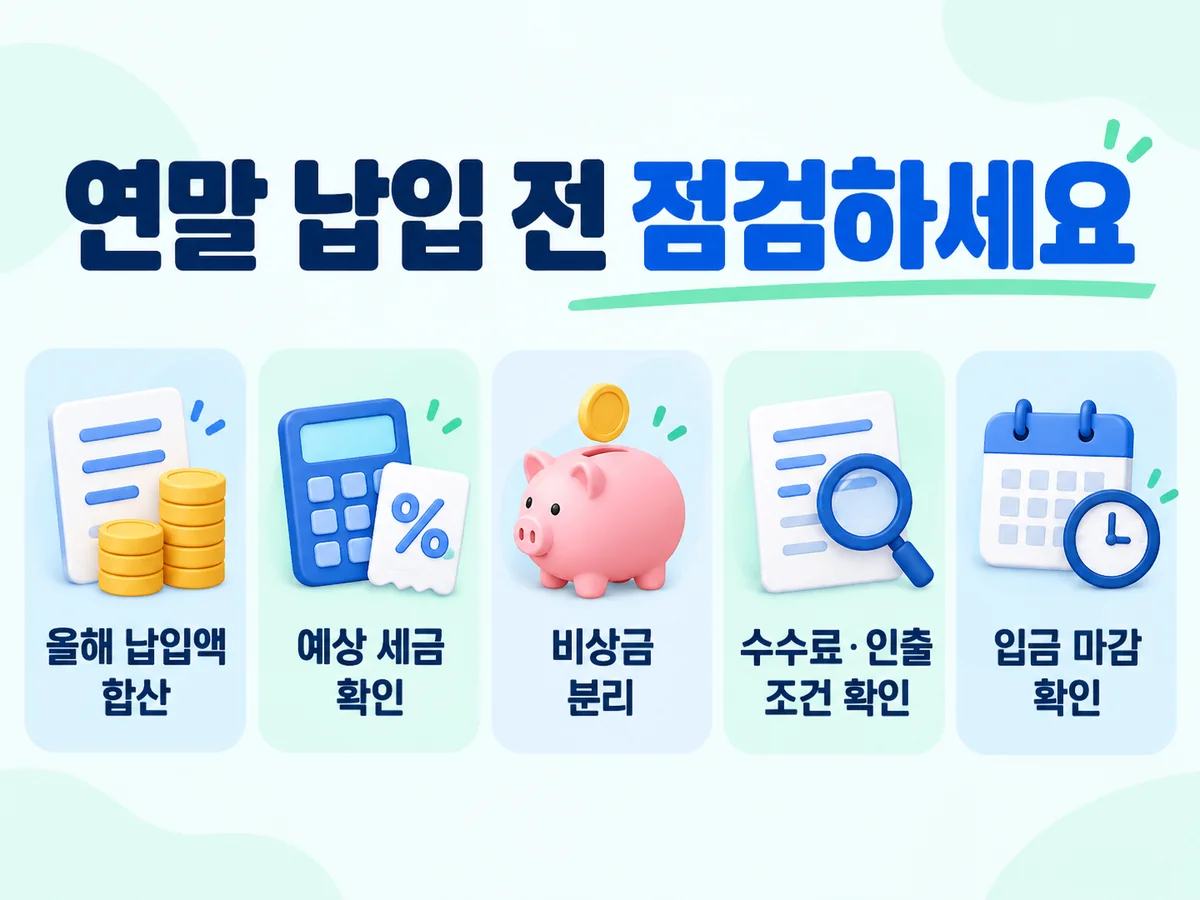 연말 납입 전 점검하세요
%
올해 납입액
합산
예상 세금
확인
비상금
분리
수수료·인출
조건 확인
입금 마감
확인